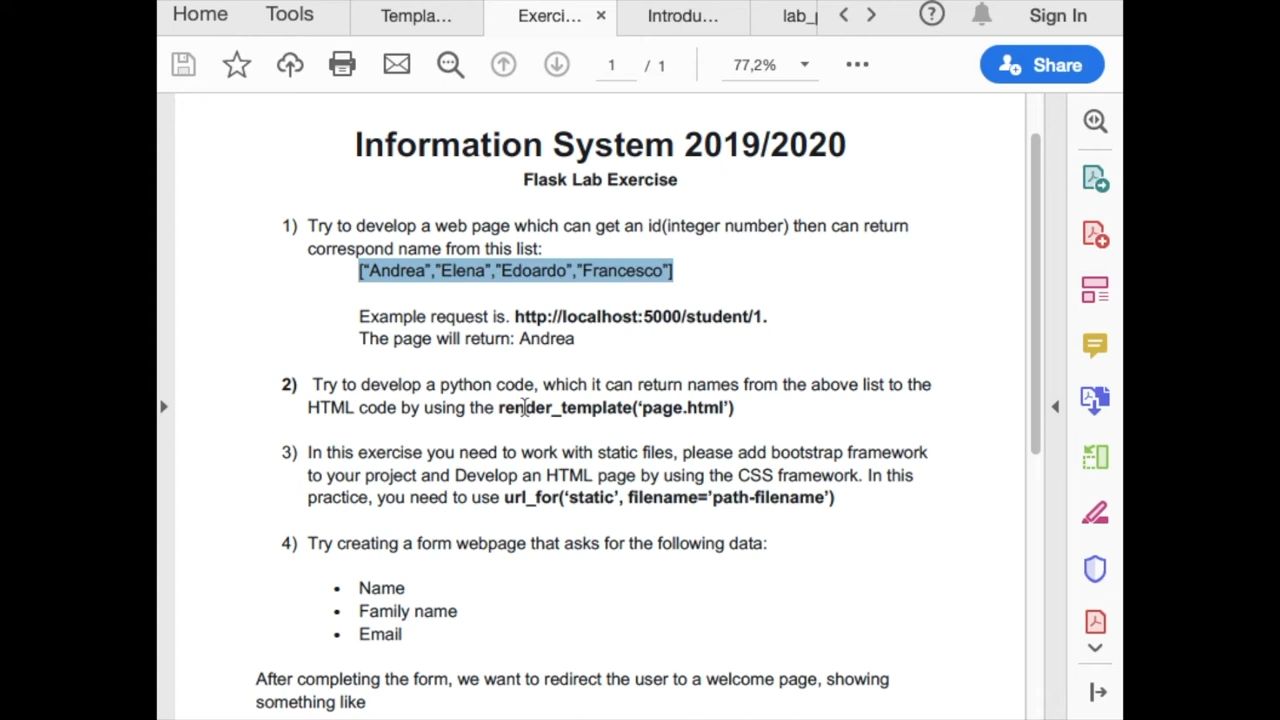 Home Tools Templa... Exerci... × Introdu... lab_ Sign In
1 / 1 77,2% Share
Information System 2019/2020
Flask Lab Exercise
1) Try to develop a web page which can get an id(integer number) then can return
correspond name from this list:
["Andrea","Elena","Edoardo","Francesco"]
Example request is. http://localhost:5000/student/1.
The page will return: Andrea
2) Try to develop a python code, which it can return names from the above list to the
HTML code by using the render_template(‘page.html’)
3) In this exercise you need to work with static files, please add bootstrap framework
to your project and Develop an HTML page by using the CSS framework. In this
practice, you need to use url_for(‘static’, filename=’path-filename’)
4) Try creating a form webpage that asks for the following data:
• Name
• Family name
• Email
After completing the form, we want to redirect the user to a welcome page, showing
something like